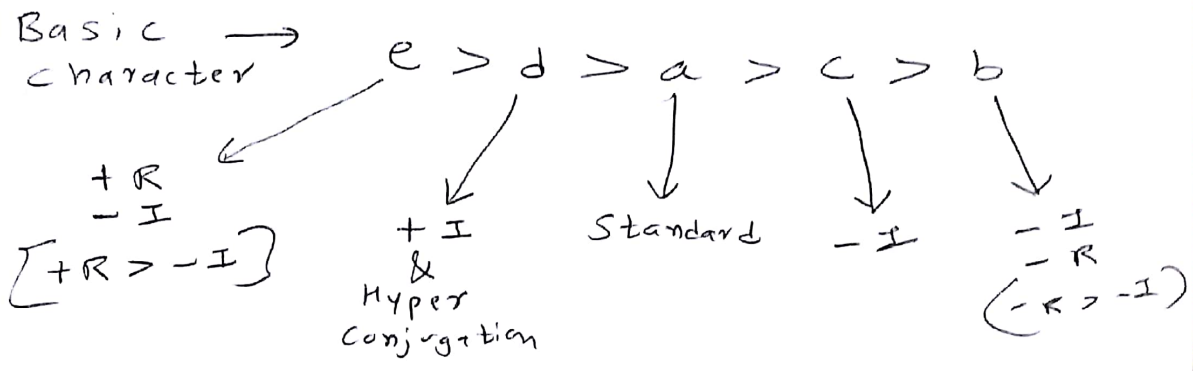 Basic → e > d > a > c > b
character
+ R
- I
[+R > -I]
+ I
&
Hyper
conjugation
Standard
- I
- I
- R
(-R > -I)